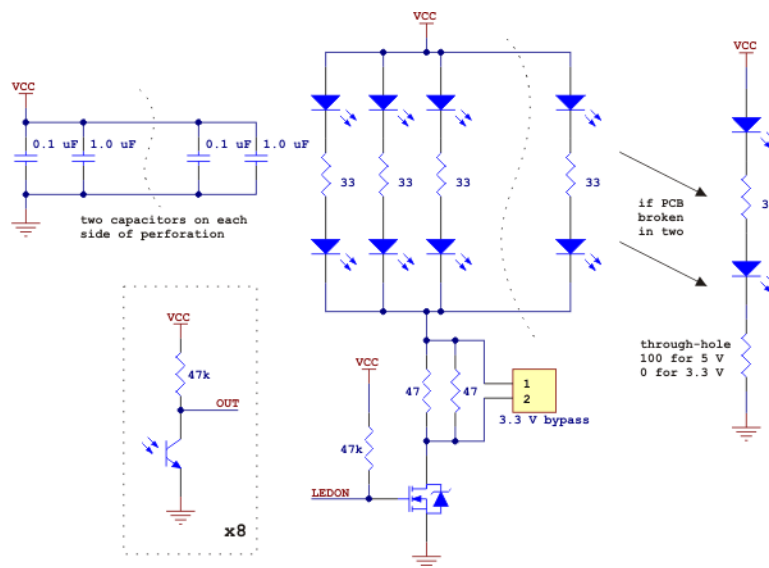 VCC
0.1 uF
1.0 uF
0.1 uF
1.0 uF
two capacitors on each
side of perforation
VCC
33
33
33
33
if PCB
broken
in two
VCC
through-hole
100 for 5 V
0 for 3.3 V
VCC
47k
OUT
x8
VCC
47k
LEDON
47
47
1
2
3.3 V bypass